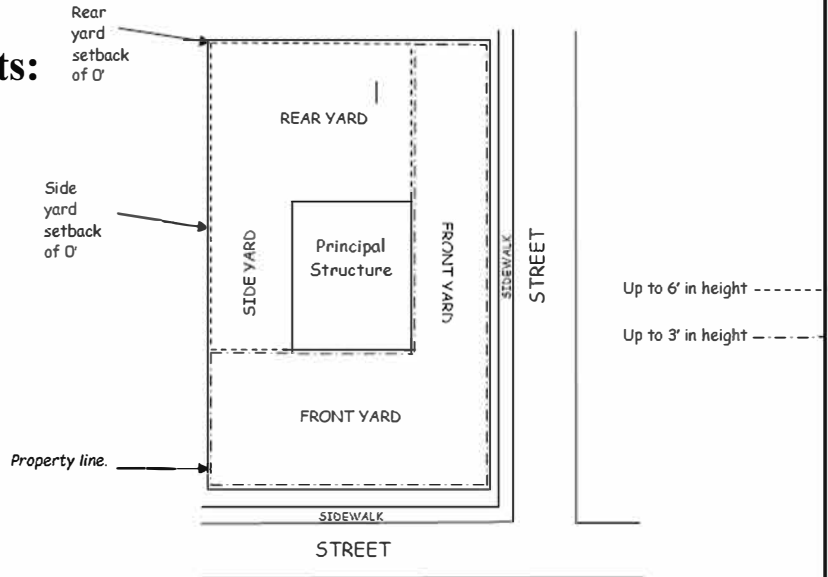 Rear
yard
setback
of 0'
ts:
REAR YARD
Side
yard
setback
of 0'
SIDE YARD
Principal
Structure
FRONT YARD
SIDEWALK
STREET
Up to 6' in height
Up to 3' in height
FRONT YARD
Property line.
SIDEWALK
STREET